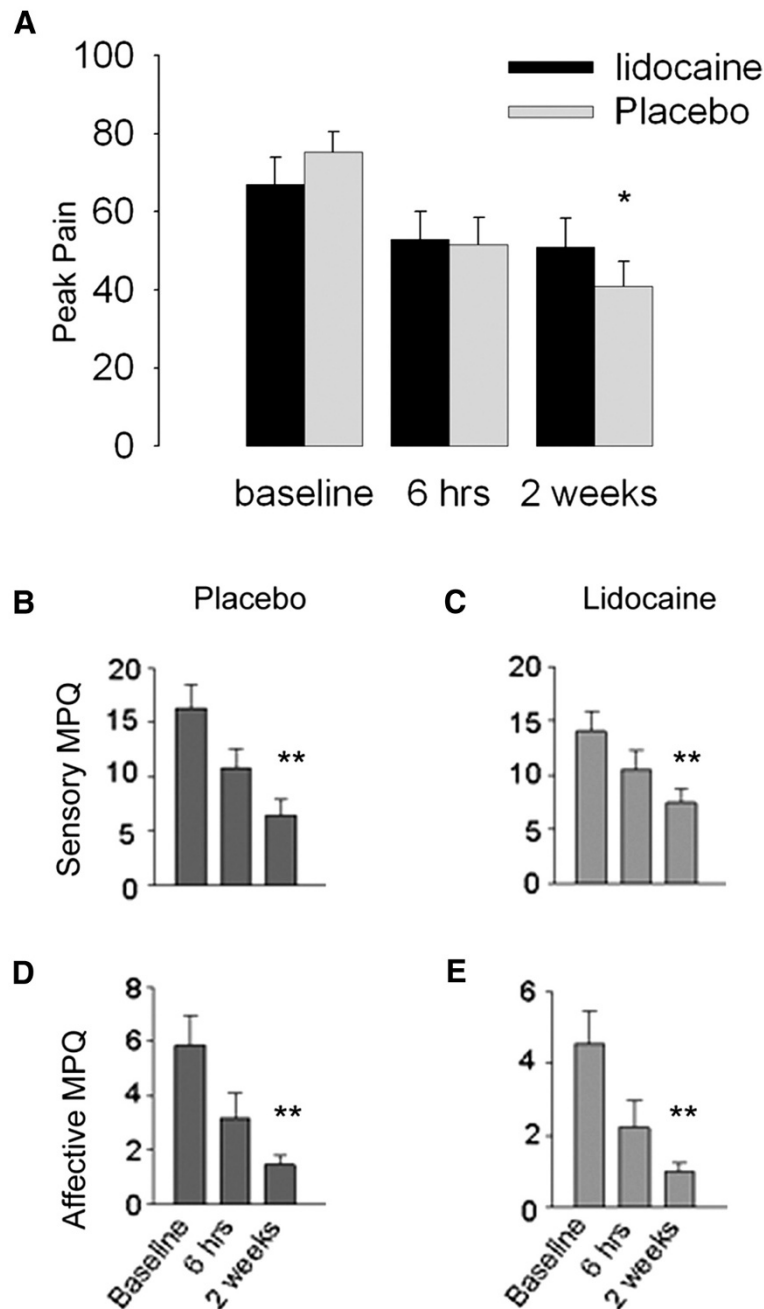 A
100
80
60
40
20
0
Peak Pain
lidocaine
Placebo
*
baseline 6 hrs 2 weeks
B Placebo
C Lidocaine
Sensory MPQ
20
15
10
5
0
**
20
15
10
5
0
**
D
E
Affective MPQ
8
6
4
2
0
**
Baseline
6 hrs
2 weeks
6
4
2
0
**
Baseline
6 hrs
2 weeks